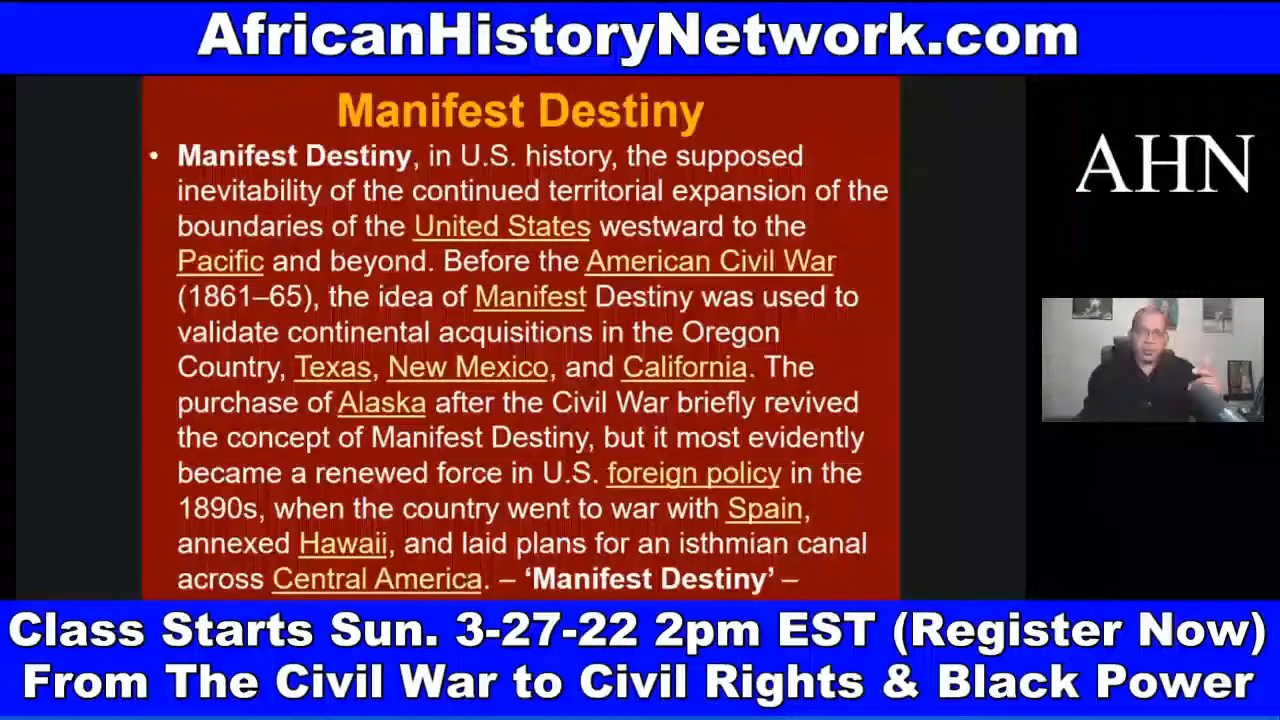 AfricanHistoryNetwork.com
Manifest Destiny
• Manifest Destiny, in U.S. history, the supposed
inevitability of the continued territorial expansion of the
boundaries of the United States westward to the
Pacific and beyond. Before the American Civil War
(1861–65), the idea of Manifest Destiny was used to
validate continental acquisitions in the Oregon
Country, Texas, New Mexico, and California. The
purchase of Alaska after the Civil War briefly revived
the concept of Manifest Destiny, but it most evidently
became a renewed force in U.S. foreign policy in the
1890s, when the country went to war with Spain,
annexed Hawaii, and laid plans for an isthmian canal
across Central America. – ‘Manifest Destiny’ –
AHN
Class Starts Sun. 3-27-22 2pm EST (Register Now)
From The Civil War to Civil Rights & Black Power